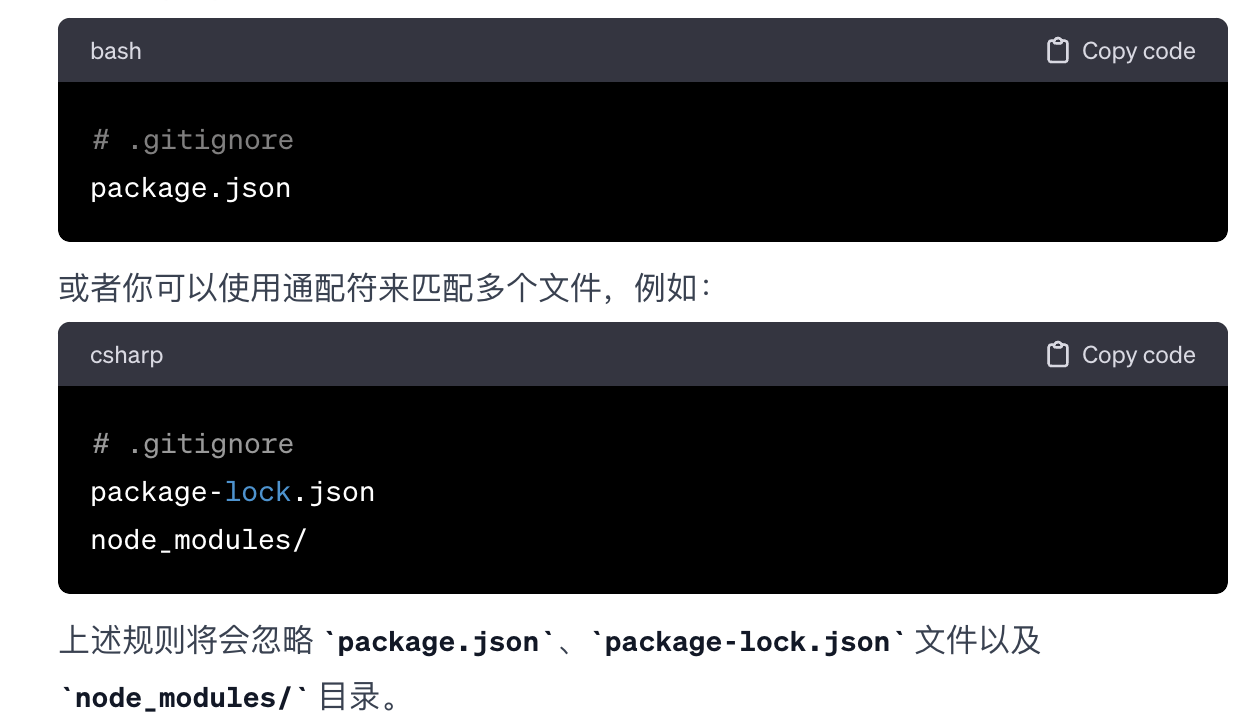 bash
Copy code
# .gitignore
package.json
或者你可以使用通配符来匹配多个文件，例如：
csharp
Copy code
# .gitignore
package-lock.json
node_modules/
上述规则将会忽略 `package.json`、`package-lock.json` 文件以及
`node_modules/` 目录。